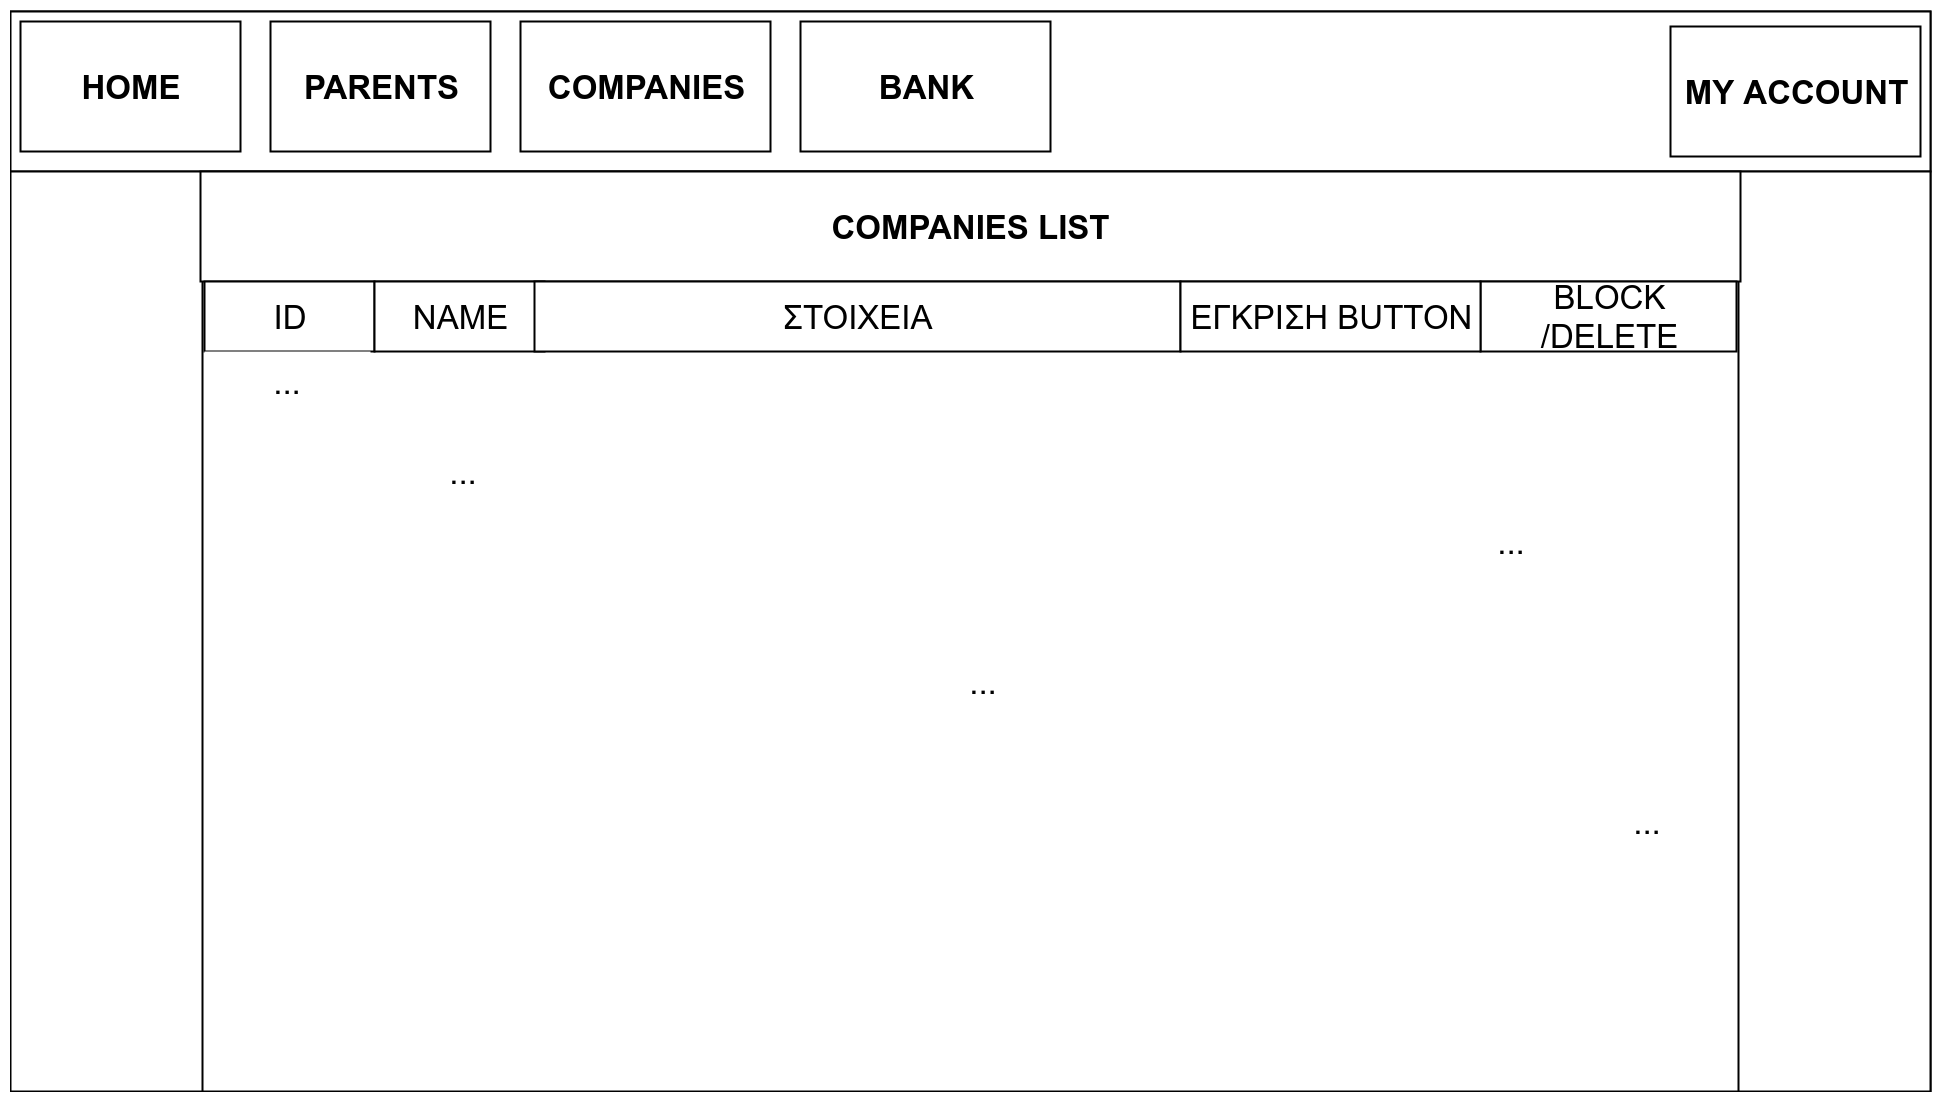 HOME
PARENTS
COMPANIES
BANK
MY ACCOUNT
COMPANIES LIST
ID
NAME
ΣΤΟΙΧΕΙΑ
ΕΓΚΡΙΣΗ BUTTON
BLOCK
/DELETE
...
...
...
...
...